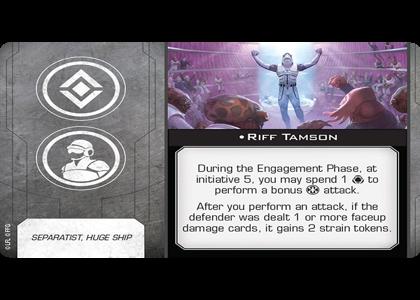 • RIFF TAMSON
During the Engagement Phase, at
initiative 5, you may spend 1 to
perform a bonus attack.
After you perform an attack, if the
defender was dealt 1 or more faceup
damage cards, it gains 2 strain tokens.
SEPARATIST, HUGE SHIP
©LFL ©FFG